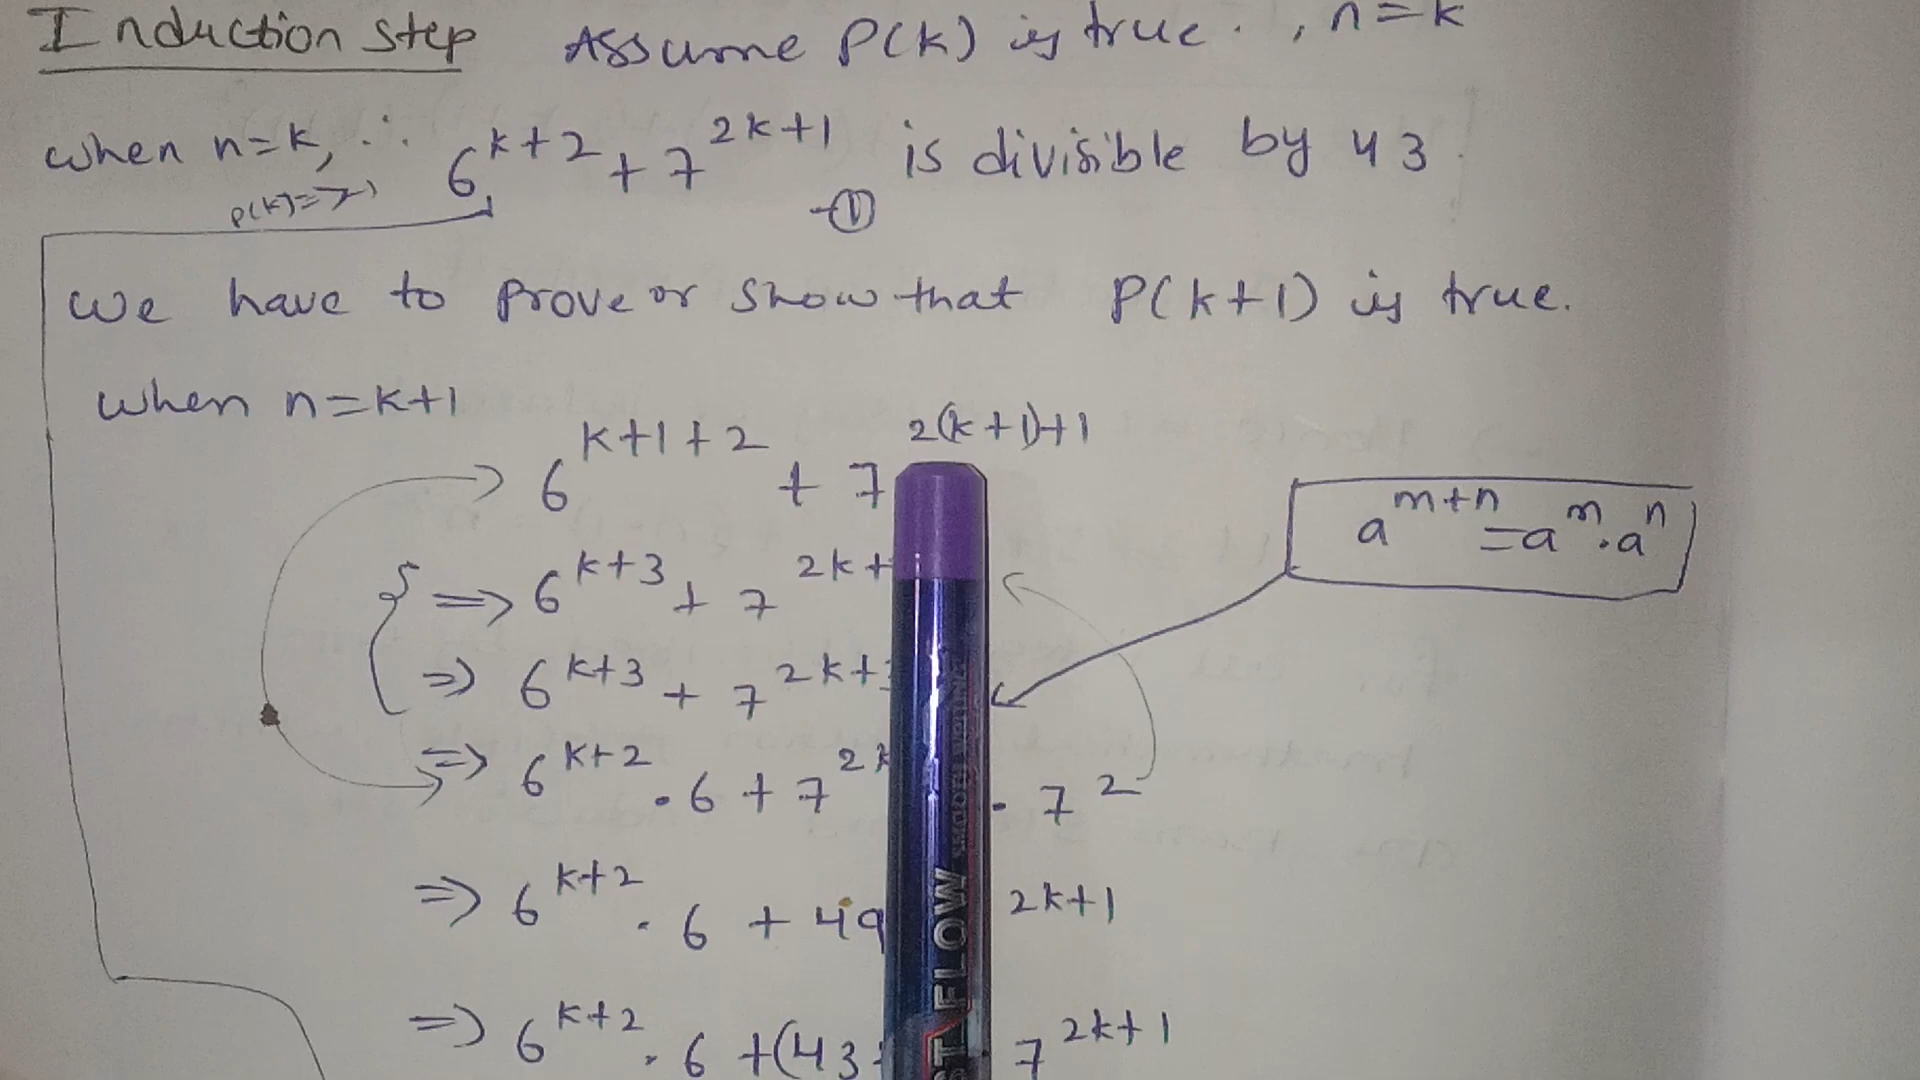 Induction step Assume P(k) is true. , n=k
when n=k, ∴ 6^k+2 + 7^2k+1 is divisible by 43.
P(k)=>
①
we have to prove or show that P(k+1) is true.
when n=k+1
6^k+1+2 + 7^2(k+1)+1
a^m+n = a^m . a^n
=> 6^k+3 + 7^2k+
=> 6^k+3 + 7^2k+
=> 6^k+2 . 6 + 7^2k . 7^2
=> 6^k+2 . 6 + 49 2k+1
=> 6^k+2 . 6 + (43 7^2k+1
FLOW